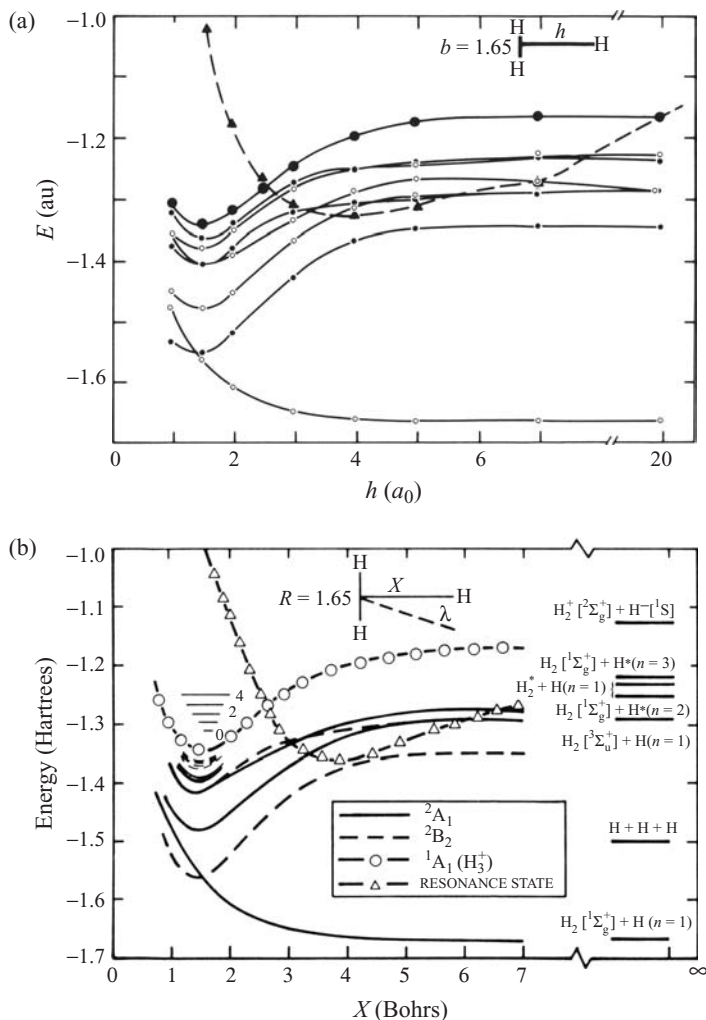 (a)
−1.0
−1.2
−1.4
−1.6
E (au)
b = 1.65
H
H
h
H
0
2
4
6
20
h (a₀)
(b)
−1.0
−1.1
−1.2
−1.3
−1.4
−1.5
−1.6
−1.7
Energy (Hartrees)
R = 1.65
H
H
X
H
λ
4
2
0
²A₁
²B₂
¹A₁ (H₃⁺)
RESONANCE STATE
H₂⁺ [²Σg⁺] + H⁻[¹S]
H₂ [¹Σg⁺] + H*(n = 3)
H₂* + H(n = 1)
H₂ [¹Σg⁺] + H*(n = 2)
H₂ [³Σu⁺] + H(n = 1)
H + H + H
H₂ [¹Σg⁺] + H (n = 1)
0
1
2
3
4
5
6
7
∞
X (Bohrs)